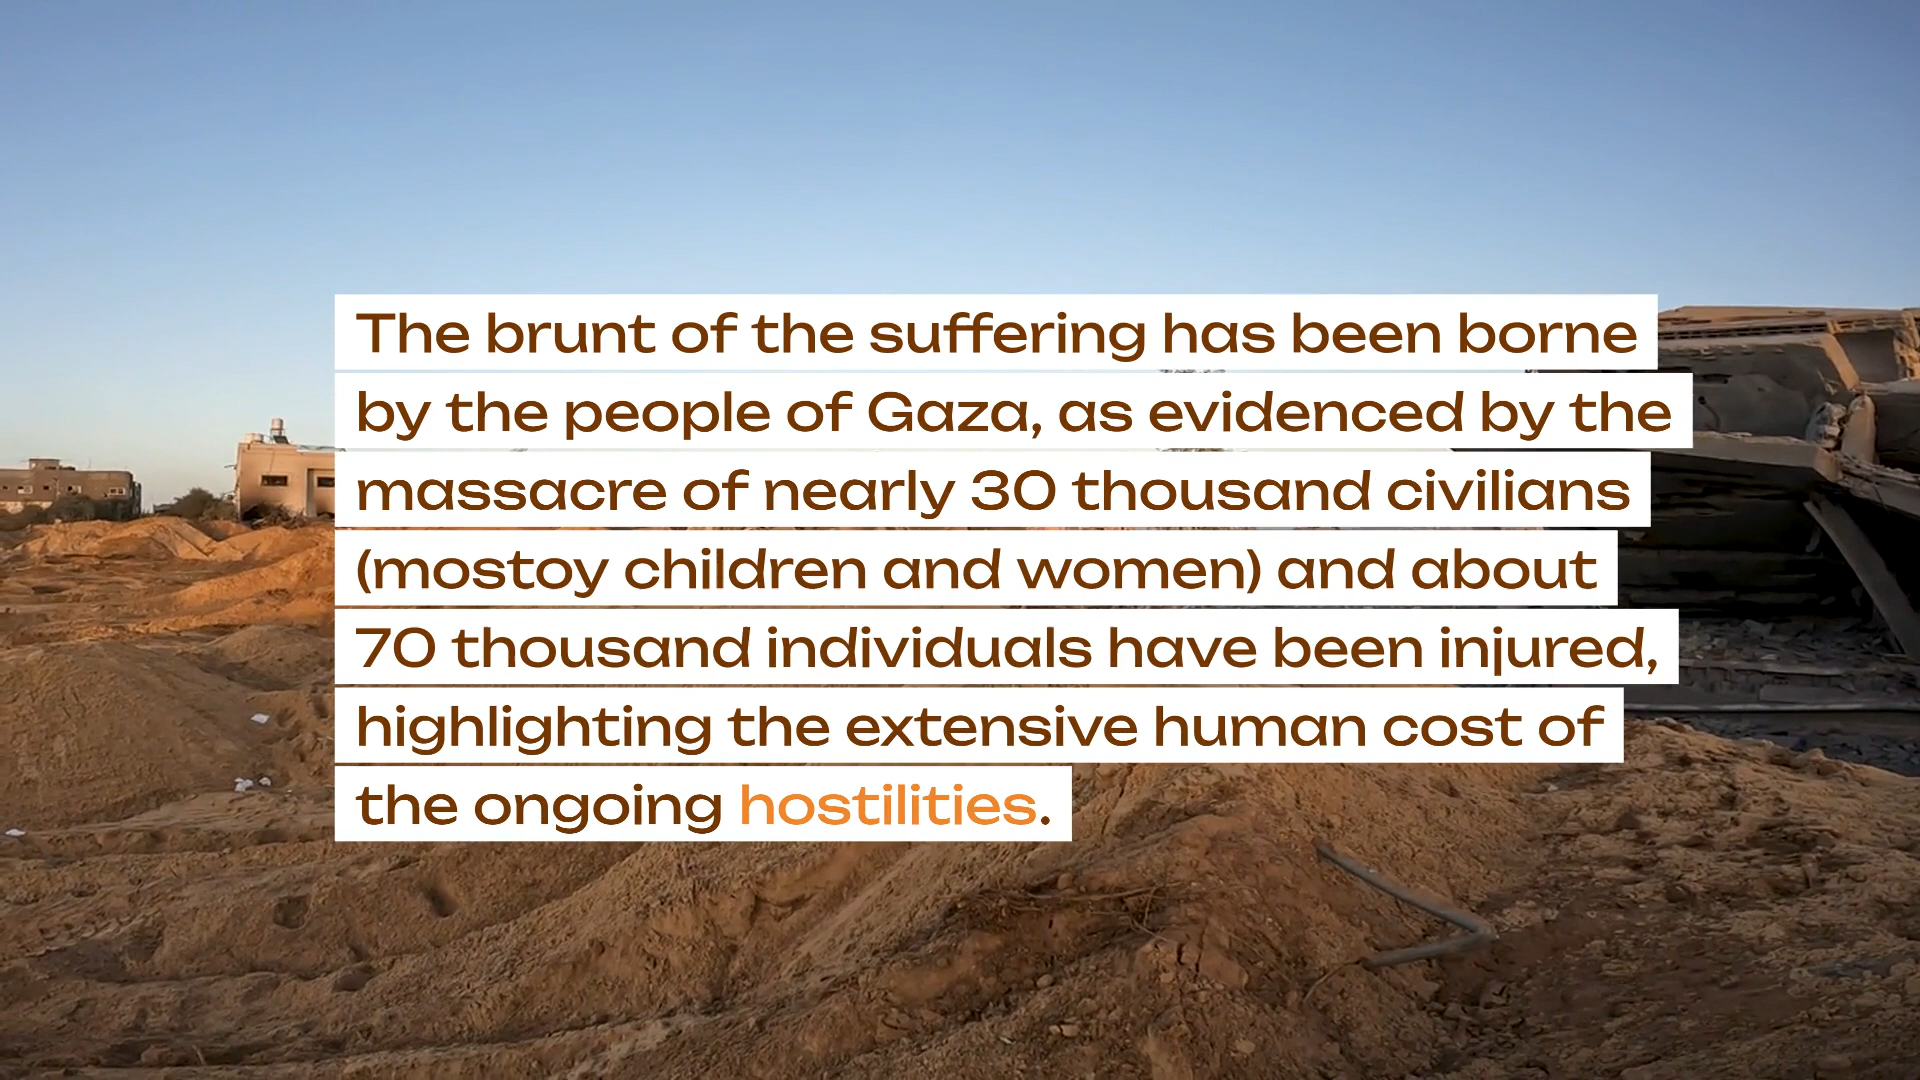 The brunt of the suffering has been borne
by the people of Gaza, as evidenced by the
massacre of nearly 30 thousand civilians
(mostoy children and women) and about
70 thousand individuals have been injured,
highlighting the extensive human cost of
the ongoing hostilities.